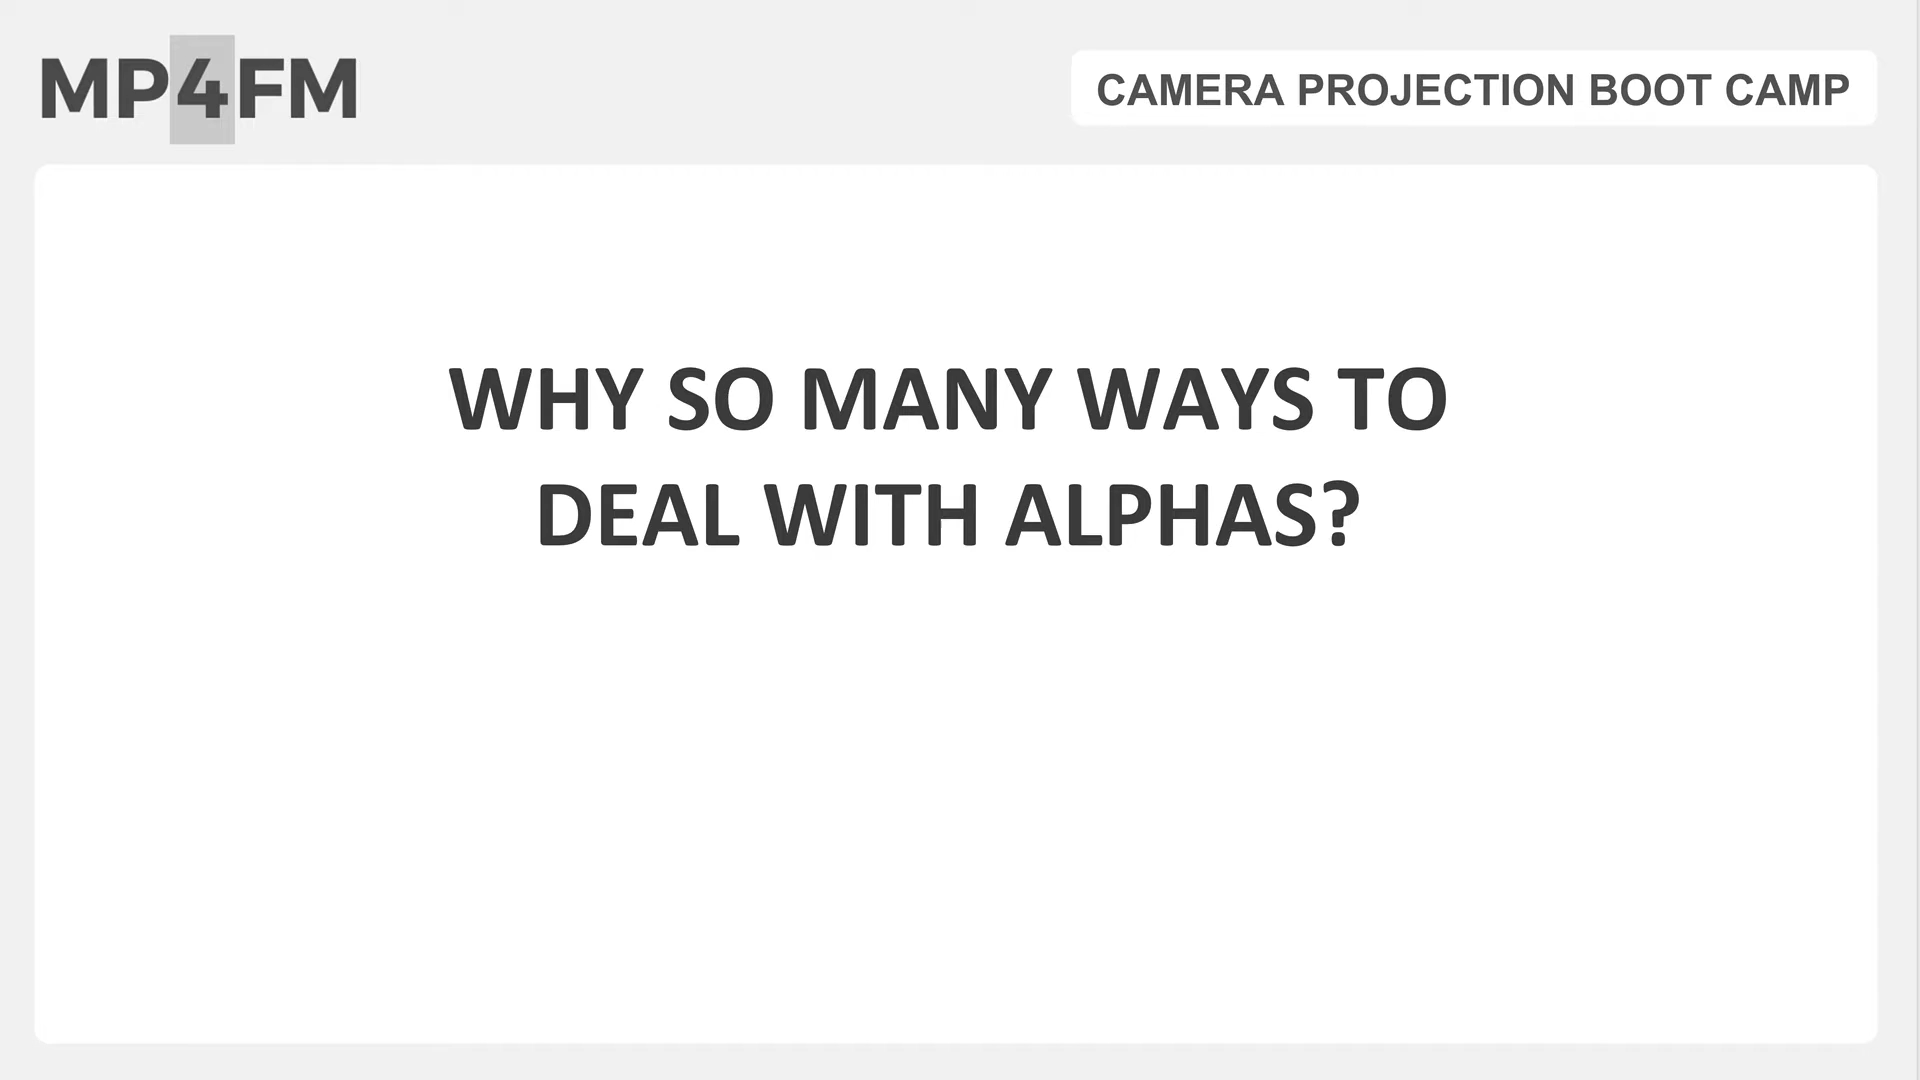 MP4FM
CAMERA PROJECTION BOOT CAMP
WHY SO MANY WAYS TO
DEAL WITH ALPHAS?